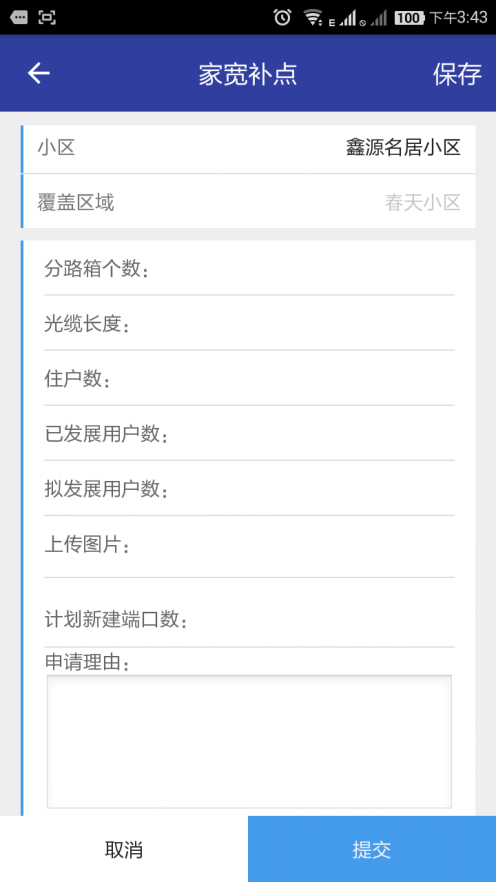 E 100 下午3:43
家宽补点 保存
小区 鑫源名居小区
覆盖区域 春天小区
分路箱个数：
光缆长度：
住户数：
已发展用户数：
拟发展用户数：
上传图片：
计划新建端口数：
申请理由：
取消 提交